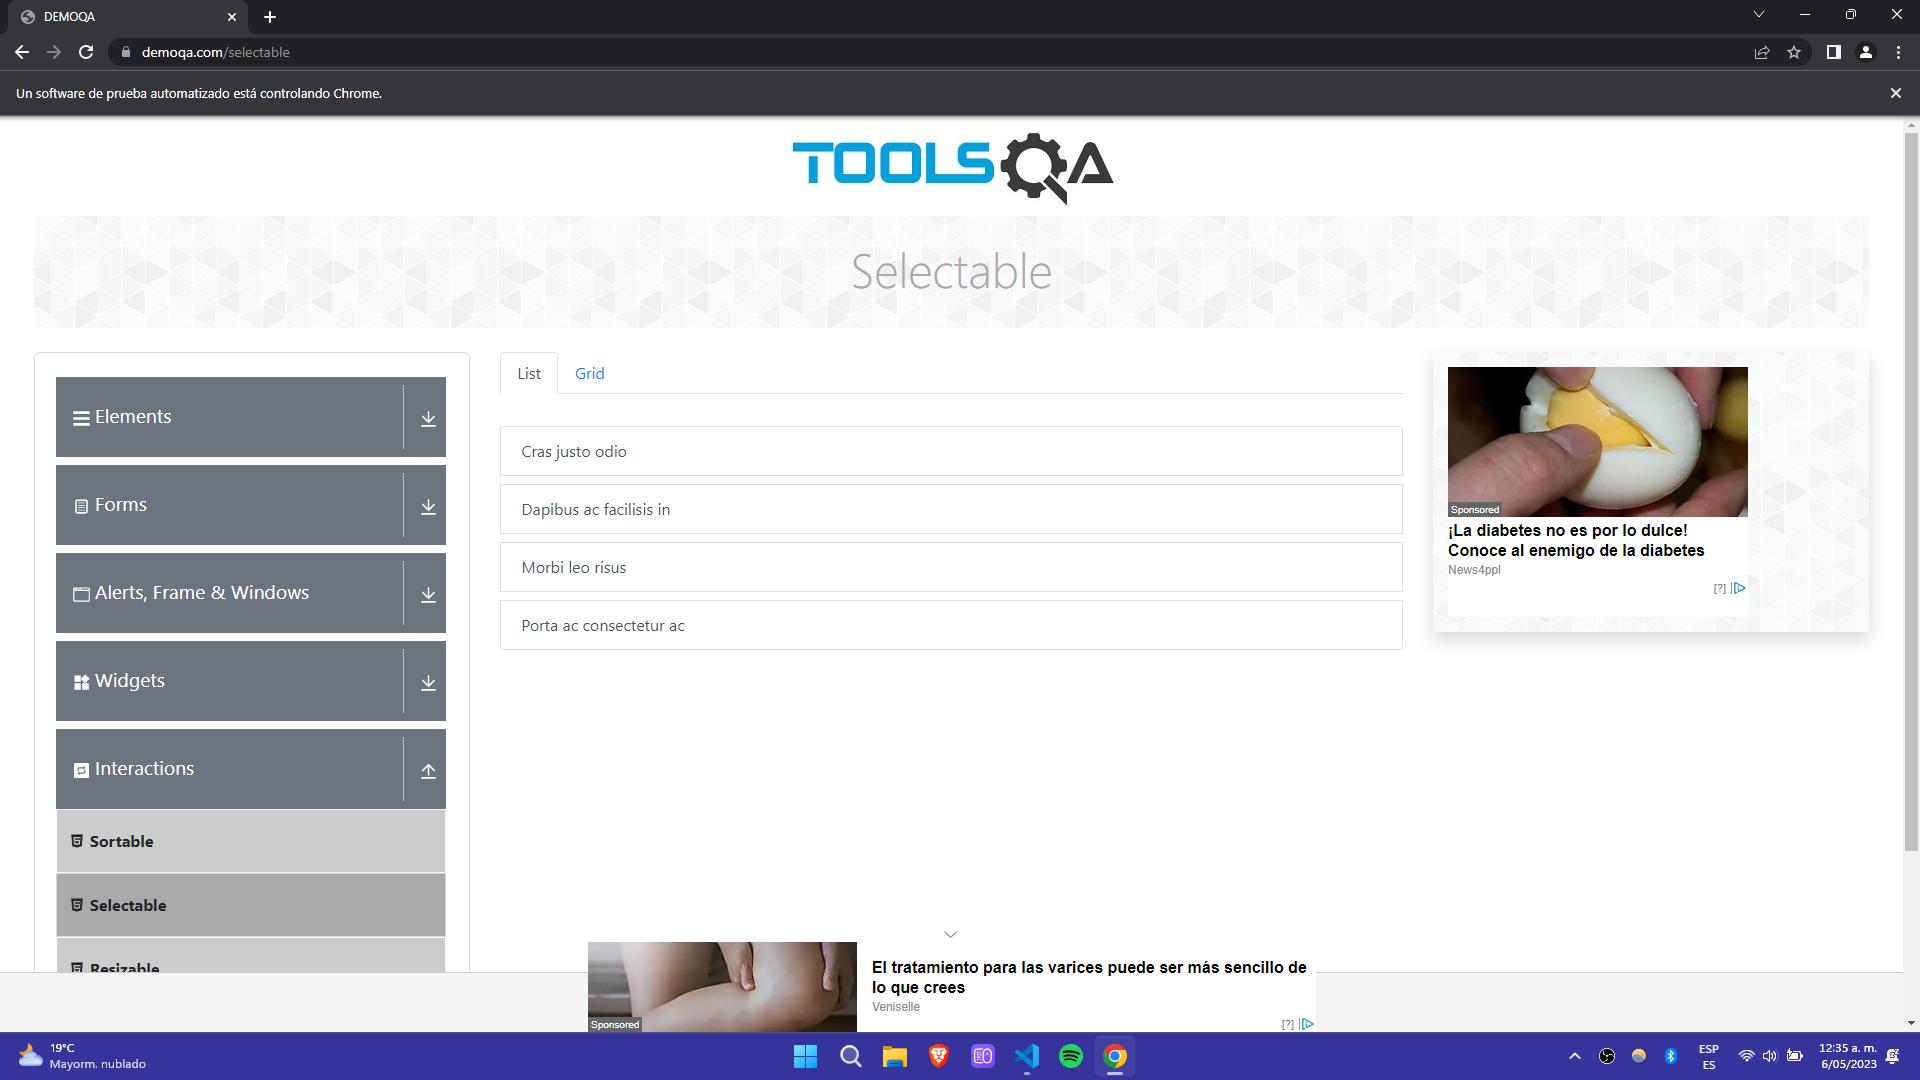 DEMOQA
demoqa.com/selectable
Un software de prueba automatizado está controlando Chrome.
TOOLSQA
Selectable
Elements
Forms
Alerts, Frame & Windows
Widgets
Interactions
Sortable
Selectable
Resizable
List
Grid
Cras justo odio
Dapibus ac facilisis in
Morbi leo risus
Porta ac consectetur ac
Sponsored
¡La diabetes no es por lo dulce!
Conoce al enemigo de la diabetes
News4ppl
[?]
Sponsored
El tratamiento para las varices puede ser más sencillo de
lo que crees
Veniselle
[?]
19°C
Mayorm. nublado
ESP
ES
12:35 a. m.
6/05/2023